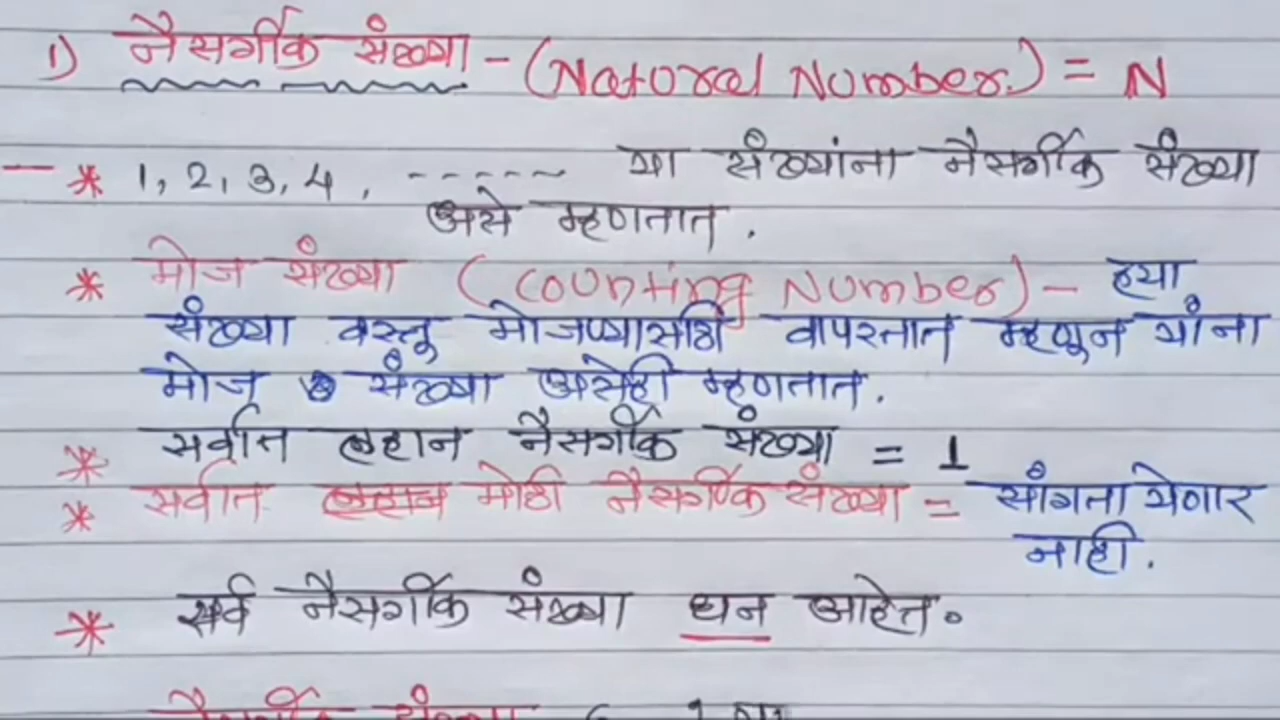 1) नैसर्गीक संख्या - (Natural Number.) = N
* 1, 2, 3, 4, ------ या संख्यांना नैसर्गीक संख्या
असे म्हणतात.
* मोज संख्या (Counting Number) - ह्या
संख्या वस्तू मोजण्यासाठी वापरतात म्हणून यांना
मोज संख्या असेही म्हणतात.
* सर्वात लहान नैसर्गीक संख्या = 1
* सर्वात मोठी नैसर्गिक संख्या = सांगता येणार
नाही.
* सर्व नैसर्गीक संख्या धन आहेत.
नैसर्गीक संख्या